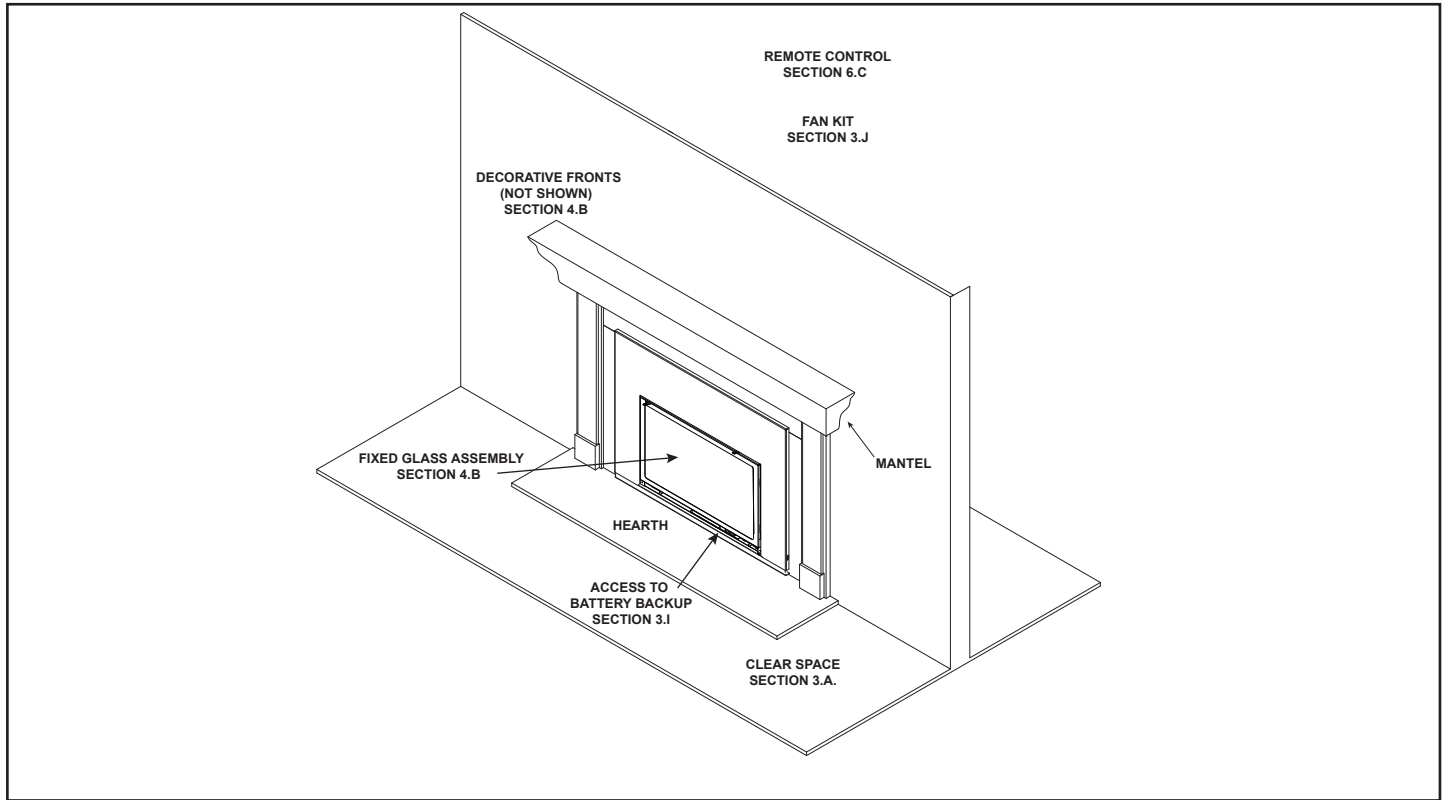 REMOTE CONTROL
SECTION 6.C
FAN KIT
SECTION 3.J
DECORATIVE FRONTS
(NOT SHOWN)
SECTION 4.B
FIXED GLASS ASSEMBLY
SECTION 4.B
MANTEL
HEARTH
ACCESS TO
BATTERY BACKUP
SECTION 3.I
CLEAR SPACE
SECTION 3.A.